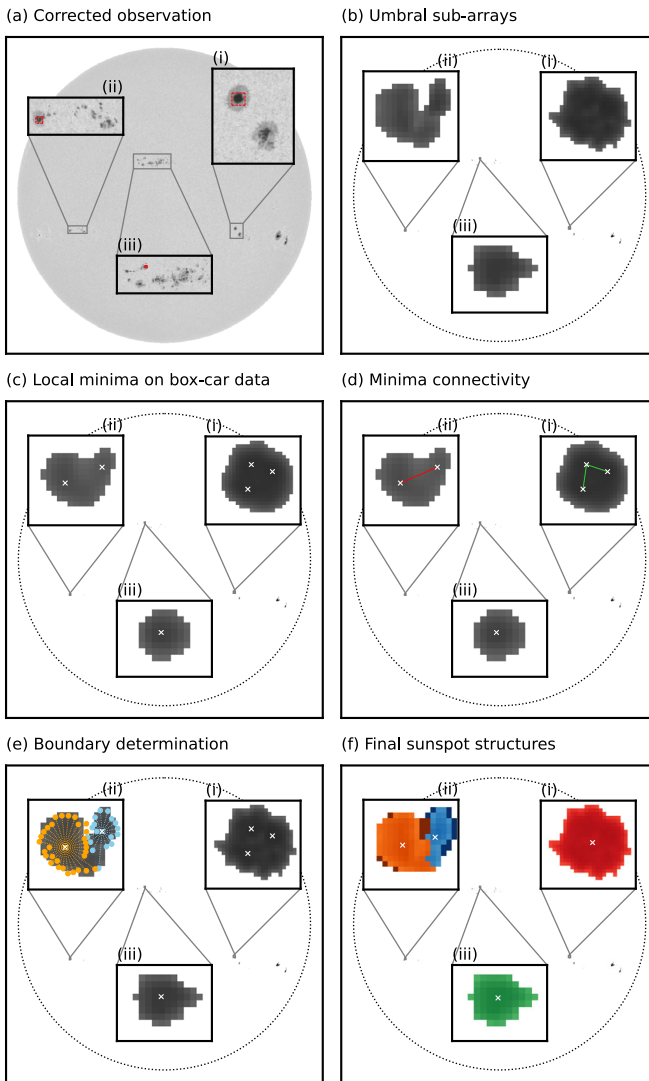 (a) Corrected observation
(b) Umbral sub-arrays
(i)
(ii)
(iii)
(ii)
(i)
(iii)
(c) Local minima on box-car data
(d) Minima connectivity
(ii)
(i)
(iii)
(ii)
(i)
(iii)
(e) Boundary determination
(f) Final sunspot structures
(ii)
(i)
(iii)
(ii)
(i)
(iii)